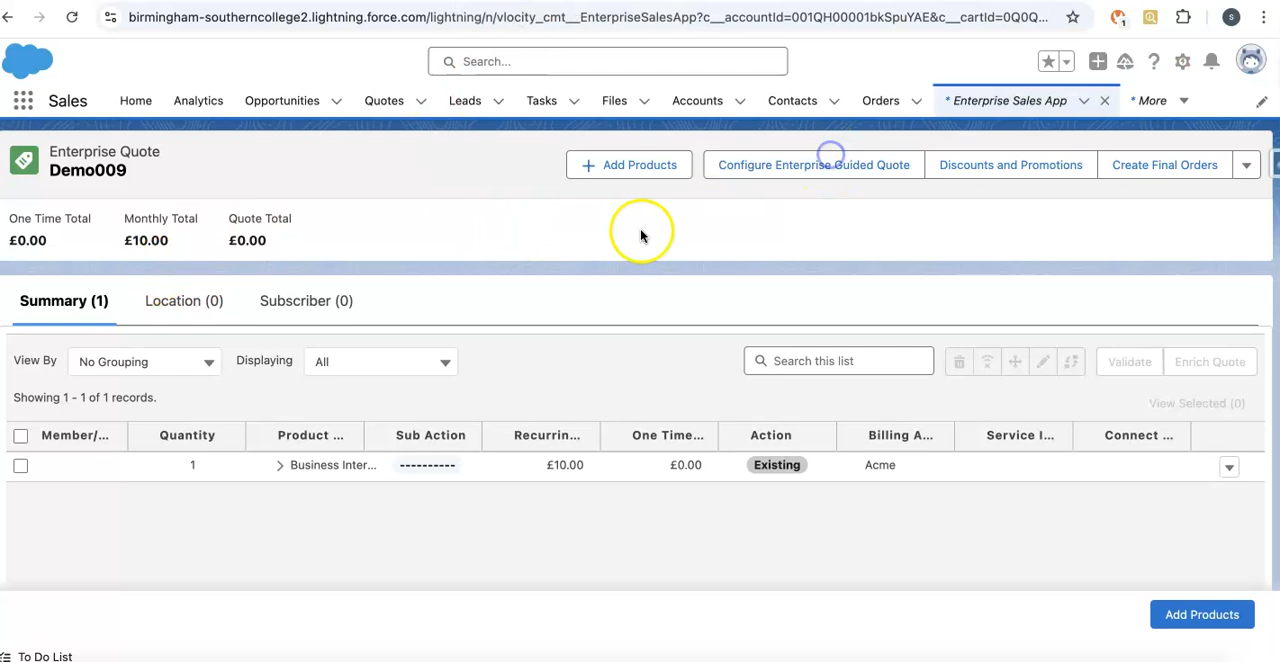 birmingham-southerncollege2.lightning.force.com/lightning/n/vlocity_cmt__EnterpriseSalesApp?c__accountId=001QH00001bkSpuYAE&c__cartId=0Q0Q...
1
S
Search...
Sales Home Analytics Opportunities Quotes Leads Tasks Files Accounts Contacts Orders * Enterprise Sales App * More
Enterprise Quote
Demo009
Add Products Configure Enterprise Guided Quote Discounts and Promotions Create Final Orders
One Time Total Monthly Total Quote Total
£0.00 £10.00 £0.00
Summary (1) Location (0) Subscriber (0)
View By No Grouping Displaying All Search this list Validate Enrich Quote
Showing 1 - 1 of 1 records.
View Selected (0)
Member/... Quantity Product ... Sub Action Recurrin... One Time... Action Billing A... Service I... Connect ...
1 Business Inter... ---------- £10.00 £0.00 Existing Acme
Add Products
To Do List